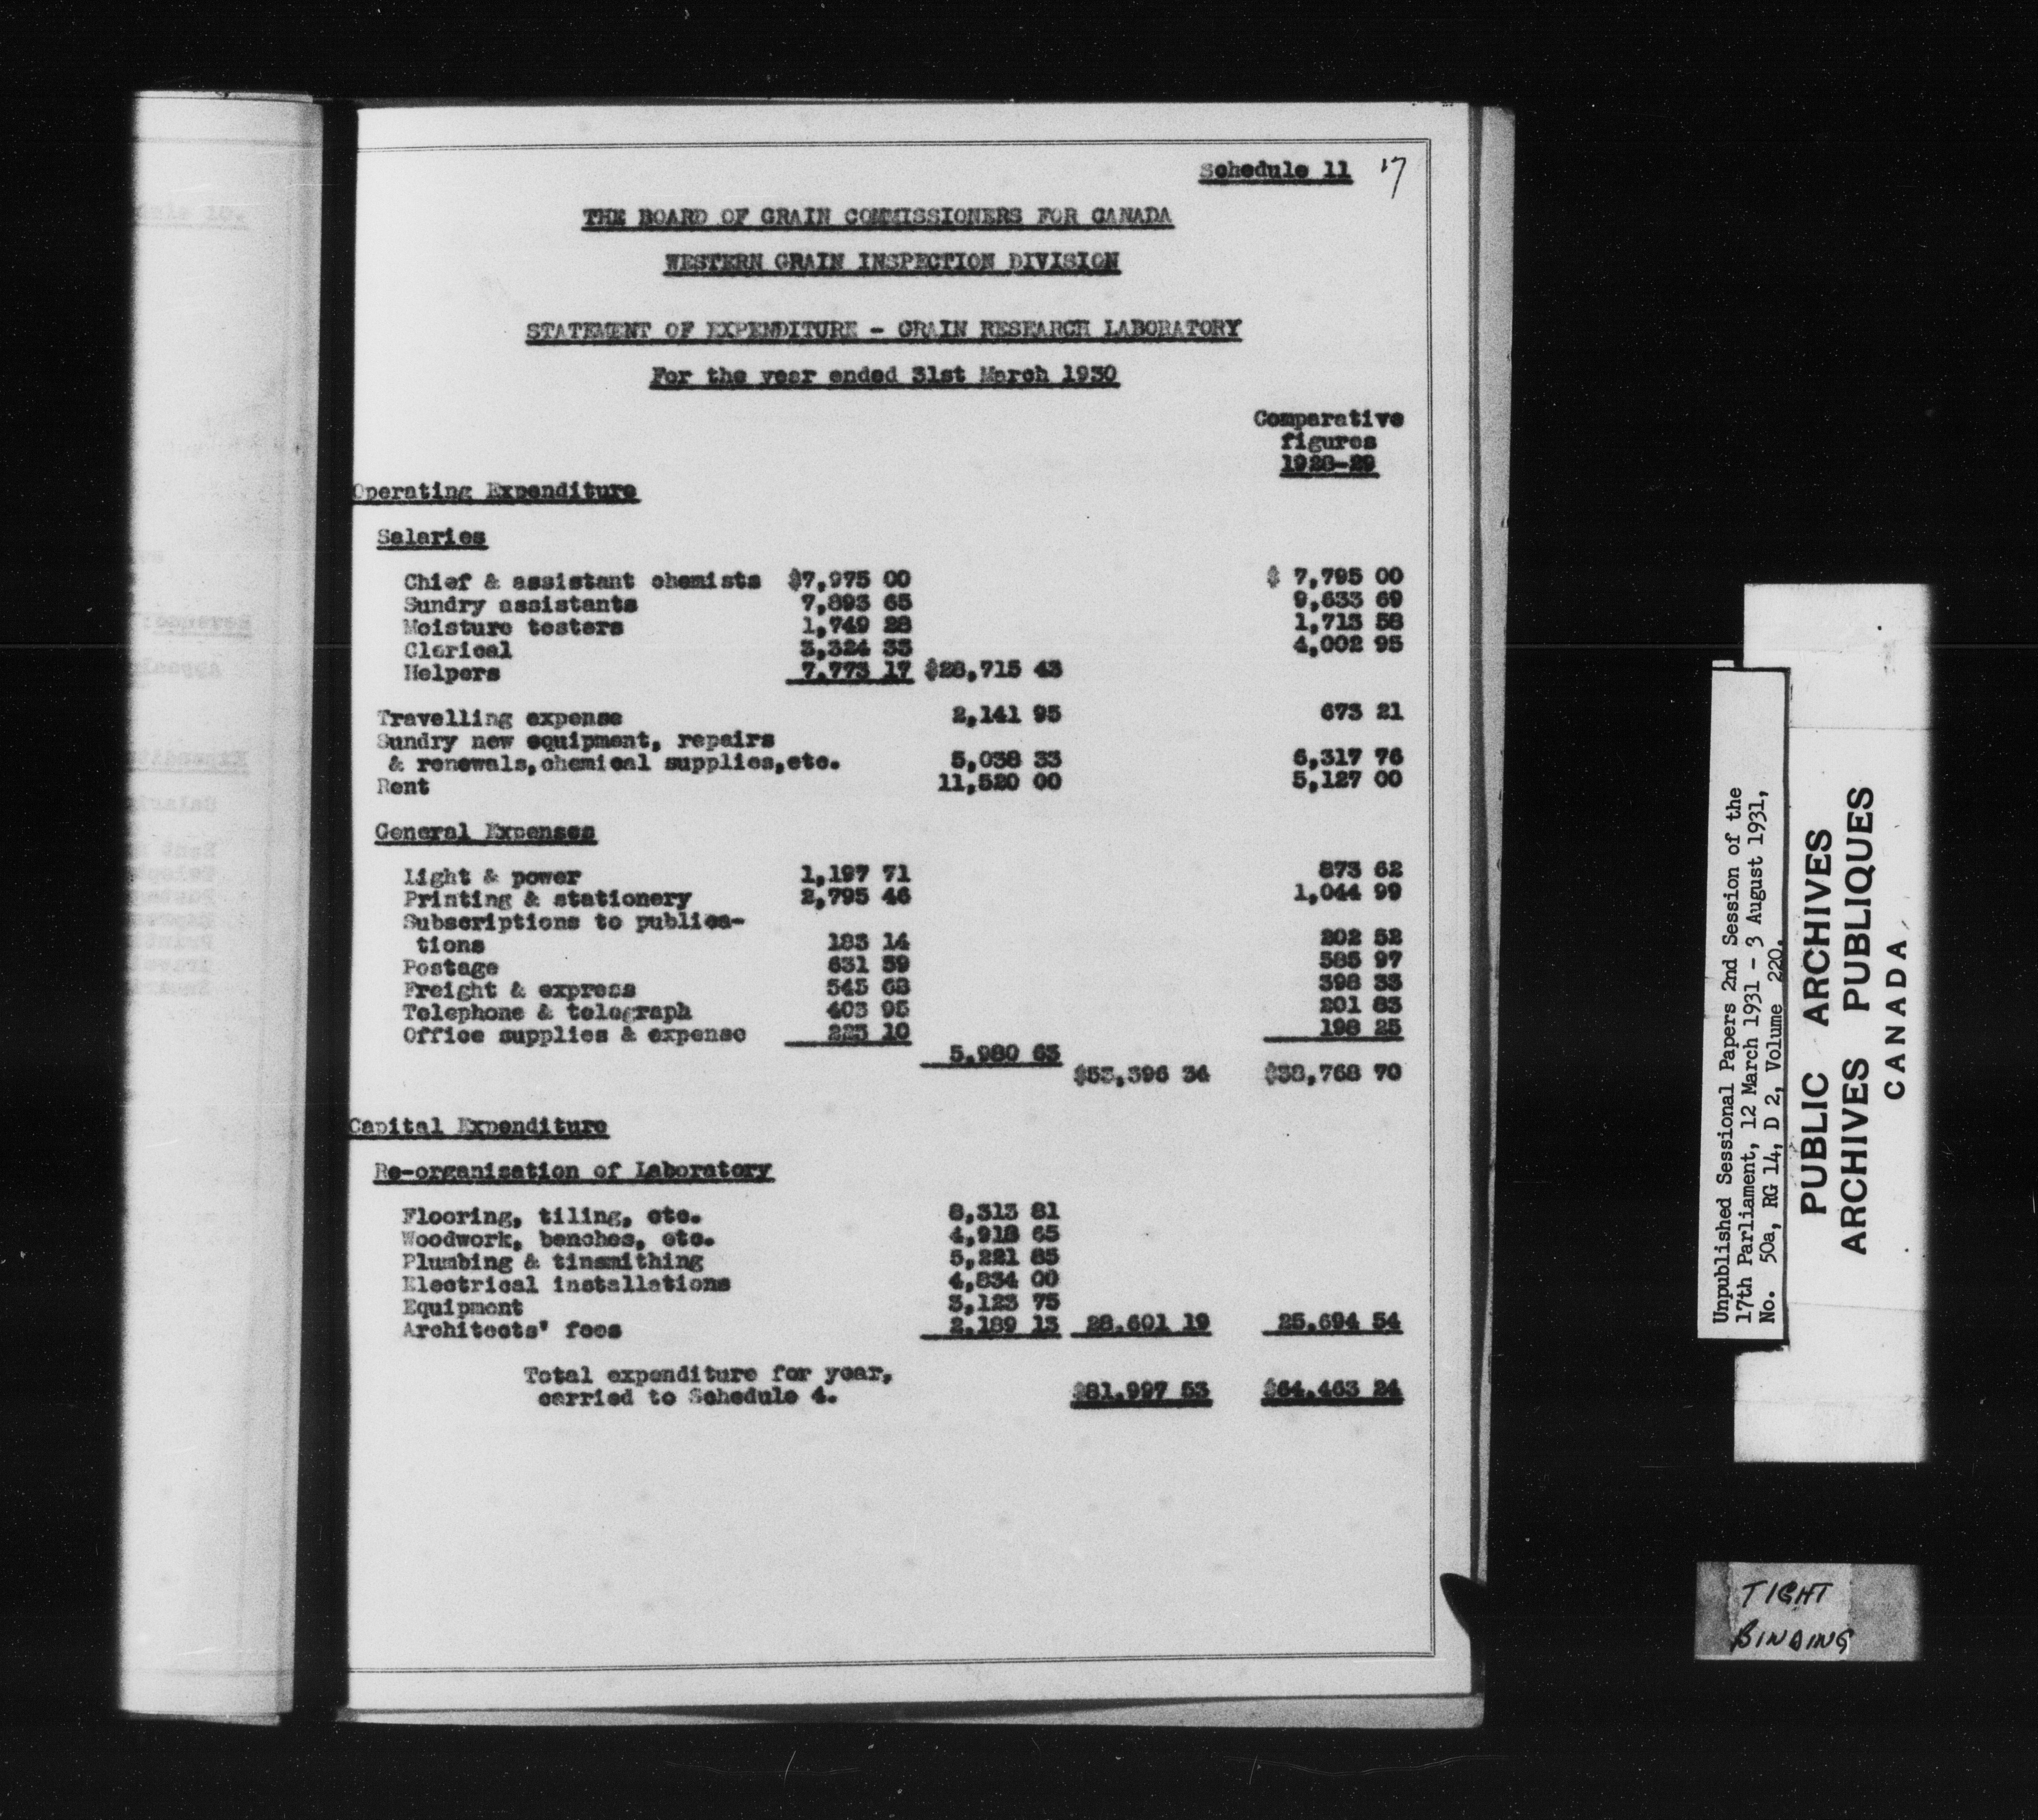 Schedule 11 17
THE BOARD OF GRAIN COMMISSIONERS FOR CANADA
WESTERN GRAIN INSPECTION DIVISION
STATEMENT OF EXPENDITURE - GRAIN RESEARCH LABORATORY
For the year ended 31st March 1930
Comparative
figures
1928-29
Operating Expenditure
Salaries
Chief & assistant chemists $7,975 00 $ 7,795 00
Sundry assistants 7,893 65 9,633 69
Moisture testers 1,749 28 1,713 58
Clerical 3,324 33 4,002 95
Helpers 7,773 17 $28,715 43
Travelling expense 2,141 95 673 21
Sundry new equipment, repairs
& renewals,chemical supplies,etc. 5,038 33 6,317 76
Rent 11,520 00 5,127 00
General Expenses
Light & power 1,197 71 873 62
Printing & stationery 2,795 46 1,044 99
Subscriptions to publica-
tions 183 14 202 52
Postage 631 59 585 97
Freight & express 545 68 398 33
Telephone & telegraph 403 95 201 83
Office supplies & expense 223 10 198 25
5,980 63
$53,396 34 $38,768 70
Capital Expenditure
Re-organisation of Laboratory
Flooring, tiling, etc. 8,313 81
Woodwork, benches, etc. 4,918 65
Plumbing & tinsmithing 5,221 85
Electrical installations 4,834 00
Equipment 3,123 75
Architects' fees 2,189 13 28,601 19 25,694 54
Total expenditure for year,
carried to Schedule 4. $81,997 53 $64,463 24
Unpublished Sessional Papers 2nd Session of the
17th Parliament, 12 March 1931 - 3 August 1931,
No. 50a, RG 14, D 2, Volume 220.
PUBLIC ARCHIVES
ARCHIVES PUBLIQUES
CANADA
TIGHT
BINDING